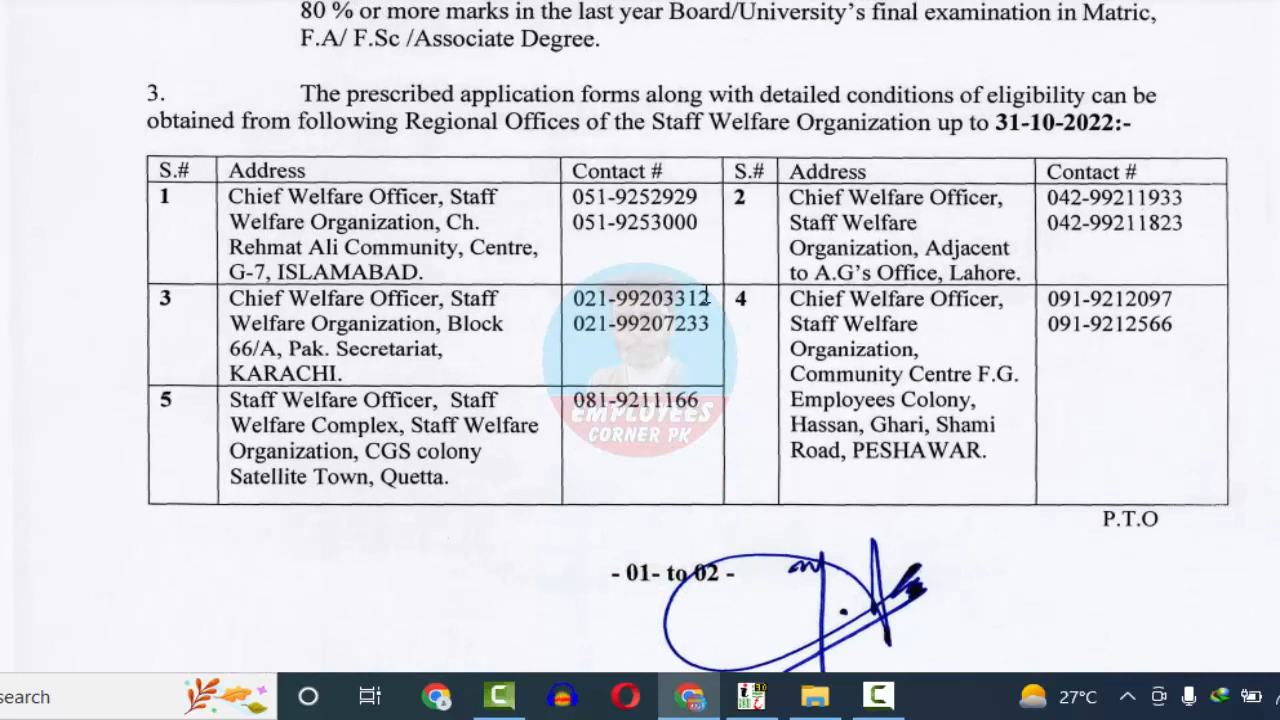 80 % or more marks in the last year Board/University's final examination in Matric,
F.A/ F.Sc /Associate Degree.
3. The prescribed application forms along with detailed conditions of eligibility can be
obtained from following Regional Offices of the Staff Welfare Organization up to 31-10-2022:-
S.# Address Contact # S.# Address Contact #
1 Chief Welfare Officer, Staff 051-9252929 2 Chief Welfare Officer, 042-99211933
Welfare Organization, Ch. 051-9253000 Staff Welfare 042-99211823
Rehmat Ali Community, Centre, Organization, Adjacent
G-7, ISLAMABAD. to A.G's Office, Lahore.
3 Chief Welfare Officer, Staff 021-99203312 4 Chief Welfare Officer, 091-9212097
Welfare Organization, Block 021-99207233 Staff Welfare 091-9212566
66/A, Pak. Secretariat, Organization,
KARACHI. Community Centre F.G.
5 Staff Welfare Officer, Staff 081-9211166 Employees Colony,
Welfare Complex, Staff Welfare Hassan, Ghari, Shami
Organization, CGS colony Road, PESHAWAR.
Satellite Town, Quetta.
EMPLOYEES
CORNER PK
P.T.O
- 01- to 02 -
search 27°C